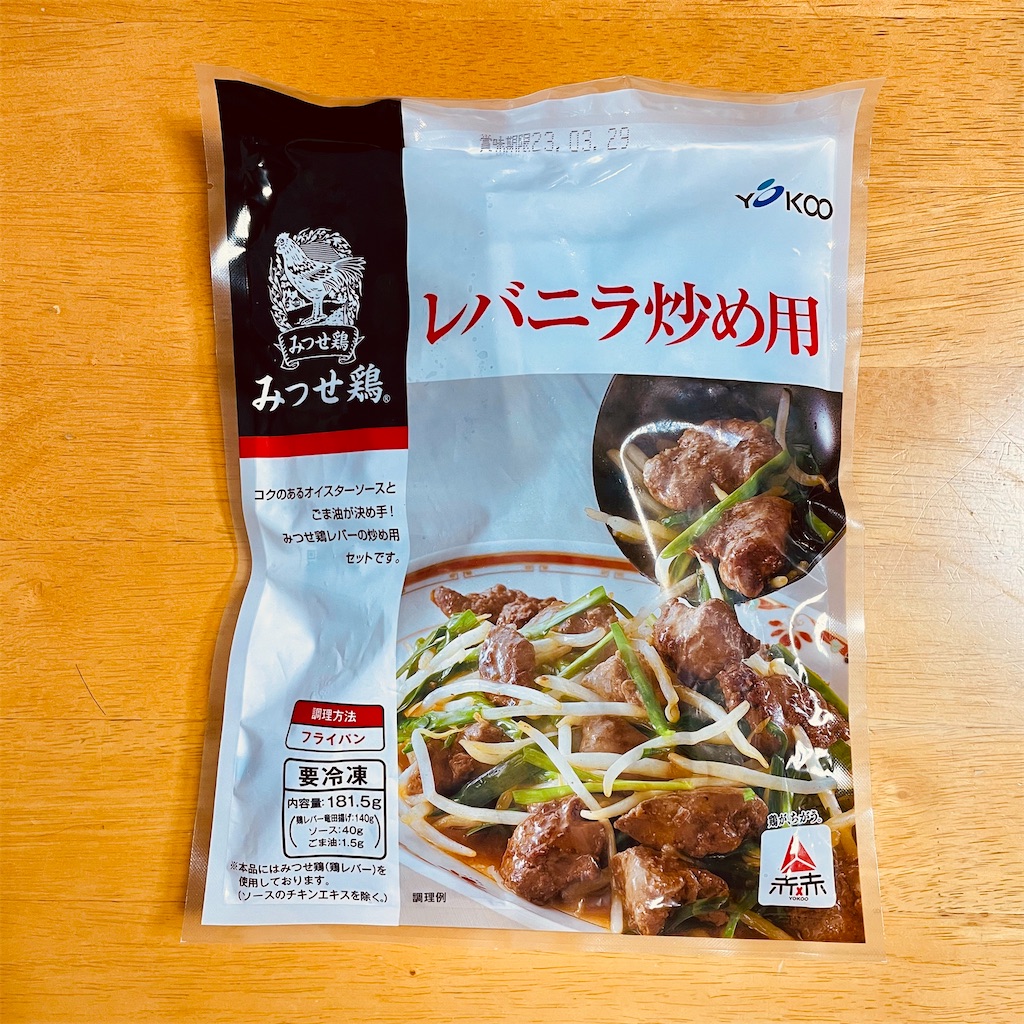 賞味期限23.03.29
YOKOO
みつせ鶏
みつせ鶏®
レバニラ炒め用
コクのあるオイスターソースと
ごま油が決め手!
みつせ鶏レバーの炒め用
セットです。
調理方法
フライパン
要冷凍
内容量:181.5g
(鶏レバー竜田揚げ:140g
ソース:40g
ごま油:1.5g)
※本品にはみつせ鶏(鶏レバー)を
使用しております。
(ソースのチキンエキスを除く。)
調理例
鶏がちがう。
赤x赤
YOKOO